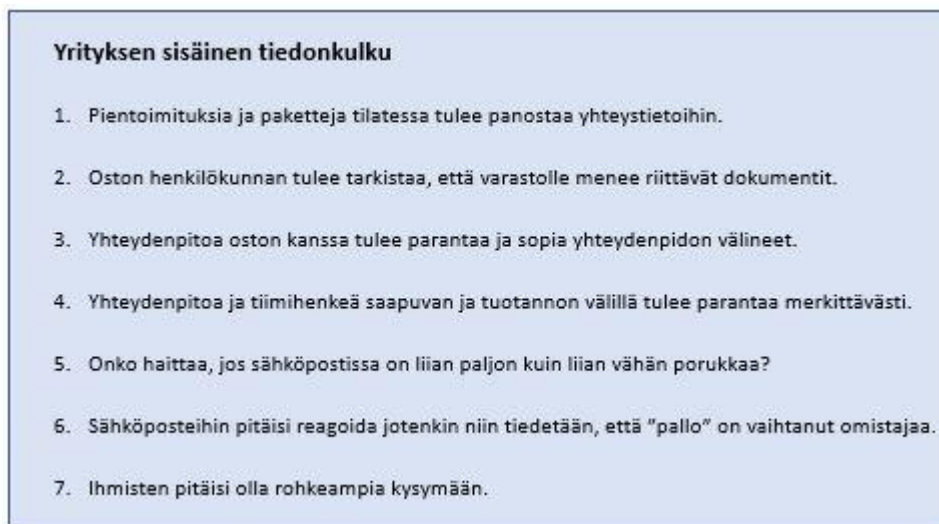 Yrityksen sisäinen tiedonkulku
1. Pientoimituksia ja paketteja tilatessa tulee panostaa yhteystietoihin.
2. Oston henkilökunnan tulee tarkistaa, että varastolle menee riittävät dokumentit.
3. Yhteydenpitoa oston kanssa tulee parantaa ja sopia yhteydenpidon välineet.
4. Yhteydenpitoa ja tiimihenkeä saapuvan ja tuotannon välillä tulee parantaa merkittävästi.
5. Onko haittaa, jos sähköpostissa on liian paljon kuin liian vähän porukkaa?
6. Sähköposteihin pitäisi reagoida jotenkin niin tiedetään, että ”pallo” on vaihtanut omistajaa.
7. Ihmisten pitäisi olla rohkeampia kysymään.